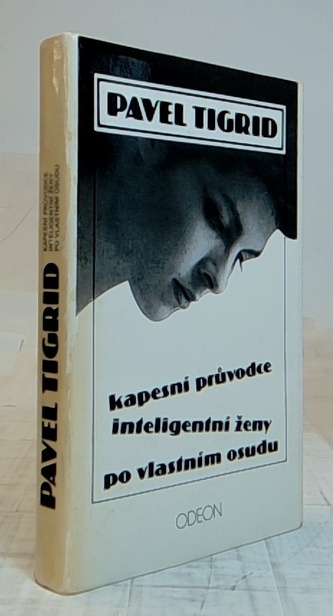 PAVEL TIGRID
kapesní průvodce
inteligentní ženy
po vlastním osudu
ODEON
PAVEL TIGRID
KAPESNÍ PRŮVODCE
INTELIGENTNÍ ŽENY
PO VLASTNÍM OSUDU